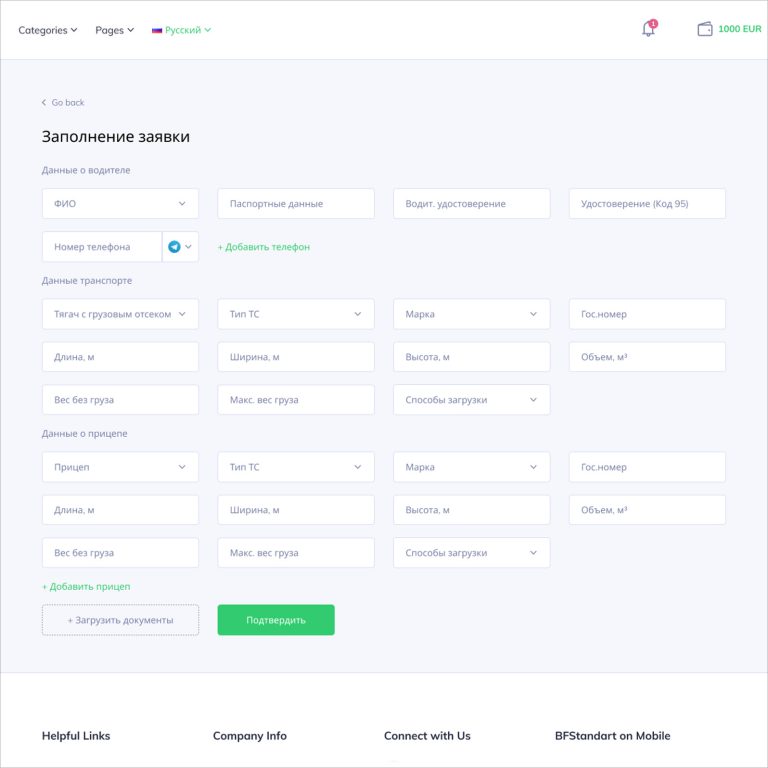 Categories Pages Русский 1 1000 EUR
Go back
Заполнение заявки
Данные о водителе
ФИО Паспортные данные Водит. удостоверение Удостоверение (Код 95)
Номер телефона + Добавить телефон
Данные транспорте
Тягач с грузовым отсеком Тип ТС Марка Гос.номер
Длина, м Ширина, м Высота, м Объем, м³
Вес без груза Макс. вес груза Способы загрузки
Данные о прицепе
Прицеп Тип ТС Марка Гос.номер
Длина, м Ширина, м Высота, м Объем, м³
Вес без груза Макс. вес груза Способы загрузки
+ Добавить прицеп
+ Загрузить документы Подтвердить
Helpful Links Company Info Connect with Us BFStandart on Mobile